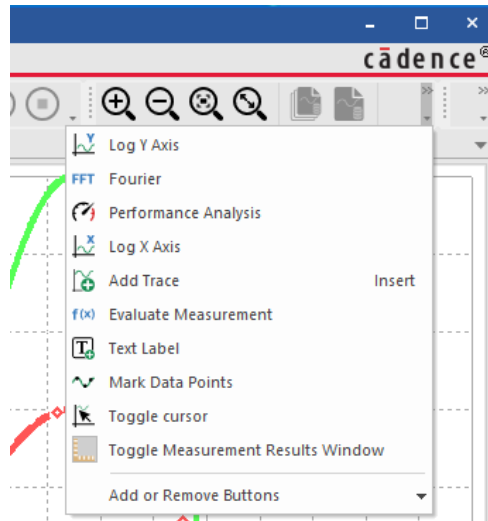 cādence®
Log Y Axis
FFT Fourier
Performance Analysis
Log X Axis
Add Trace Insert
f(x) Evaluate Measurement
Text Label
Mark Data Points
Toggle cursor
Toggle Measurement Results Window
Add or Remove Buttons